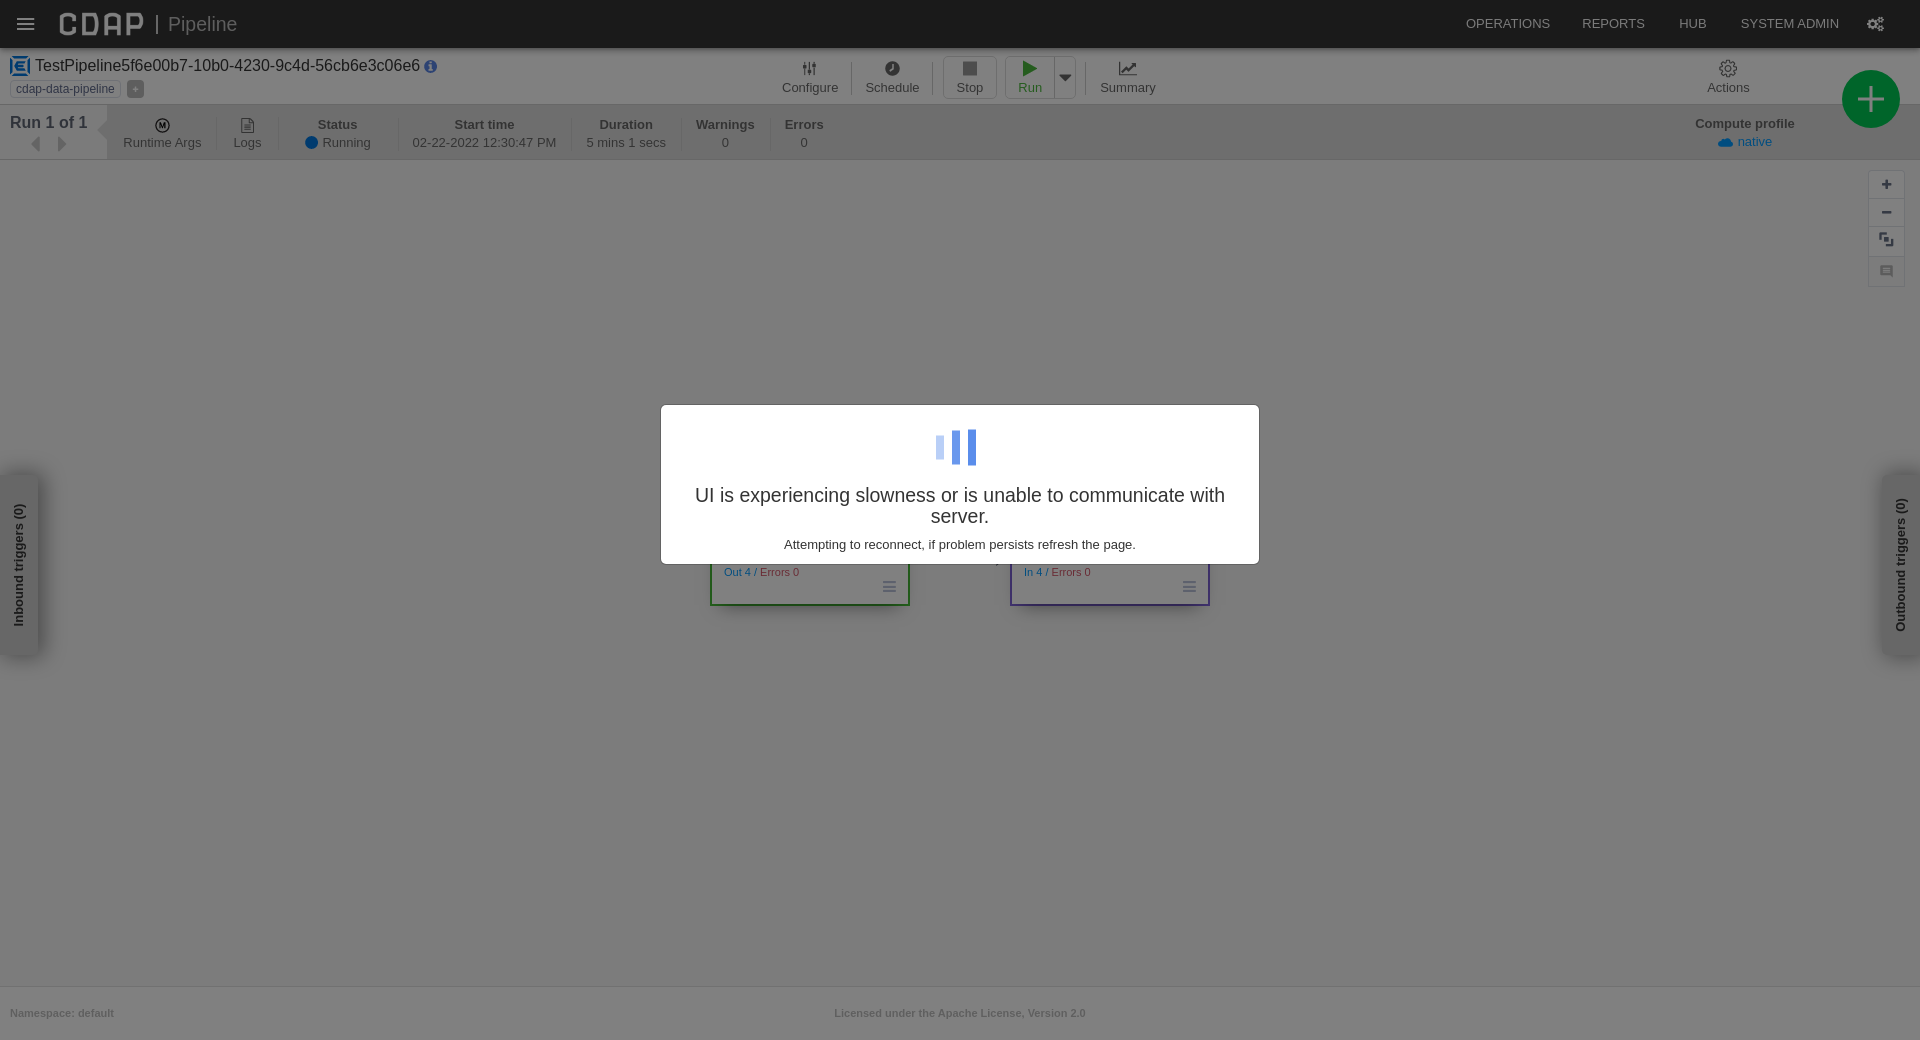 CDAP | Pipeline
OPERATIONS REPORTS HUB SYSTEM ADMIN
TestPipeline5f6e00b7-10b0-4230-9c4d-56cb6e3c06e6
cdap-data-pipeline +
Configure Schedule Stop Run Summary Actions
Run 1 of 1
Runtime Args
Logs
Status
Running
Start time
02-22-2022 12:30:47 PM
Duration
5 mins 1 secs
Warnings
0
Errors
0
Compute profile
native
UI is experiencing slowness or is unable to communicate with
server.
Attempting to reconnect, if problem persists refresh the page.
Out 4 / Errors 0
In 4 / Errors 0
Inbound triggers (0)
Outbound triggers (0)
Namespace: default
Licensed under the Apache License, Version 2.0